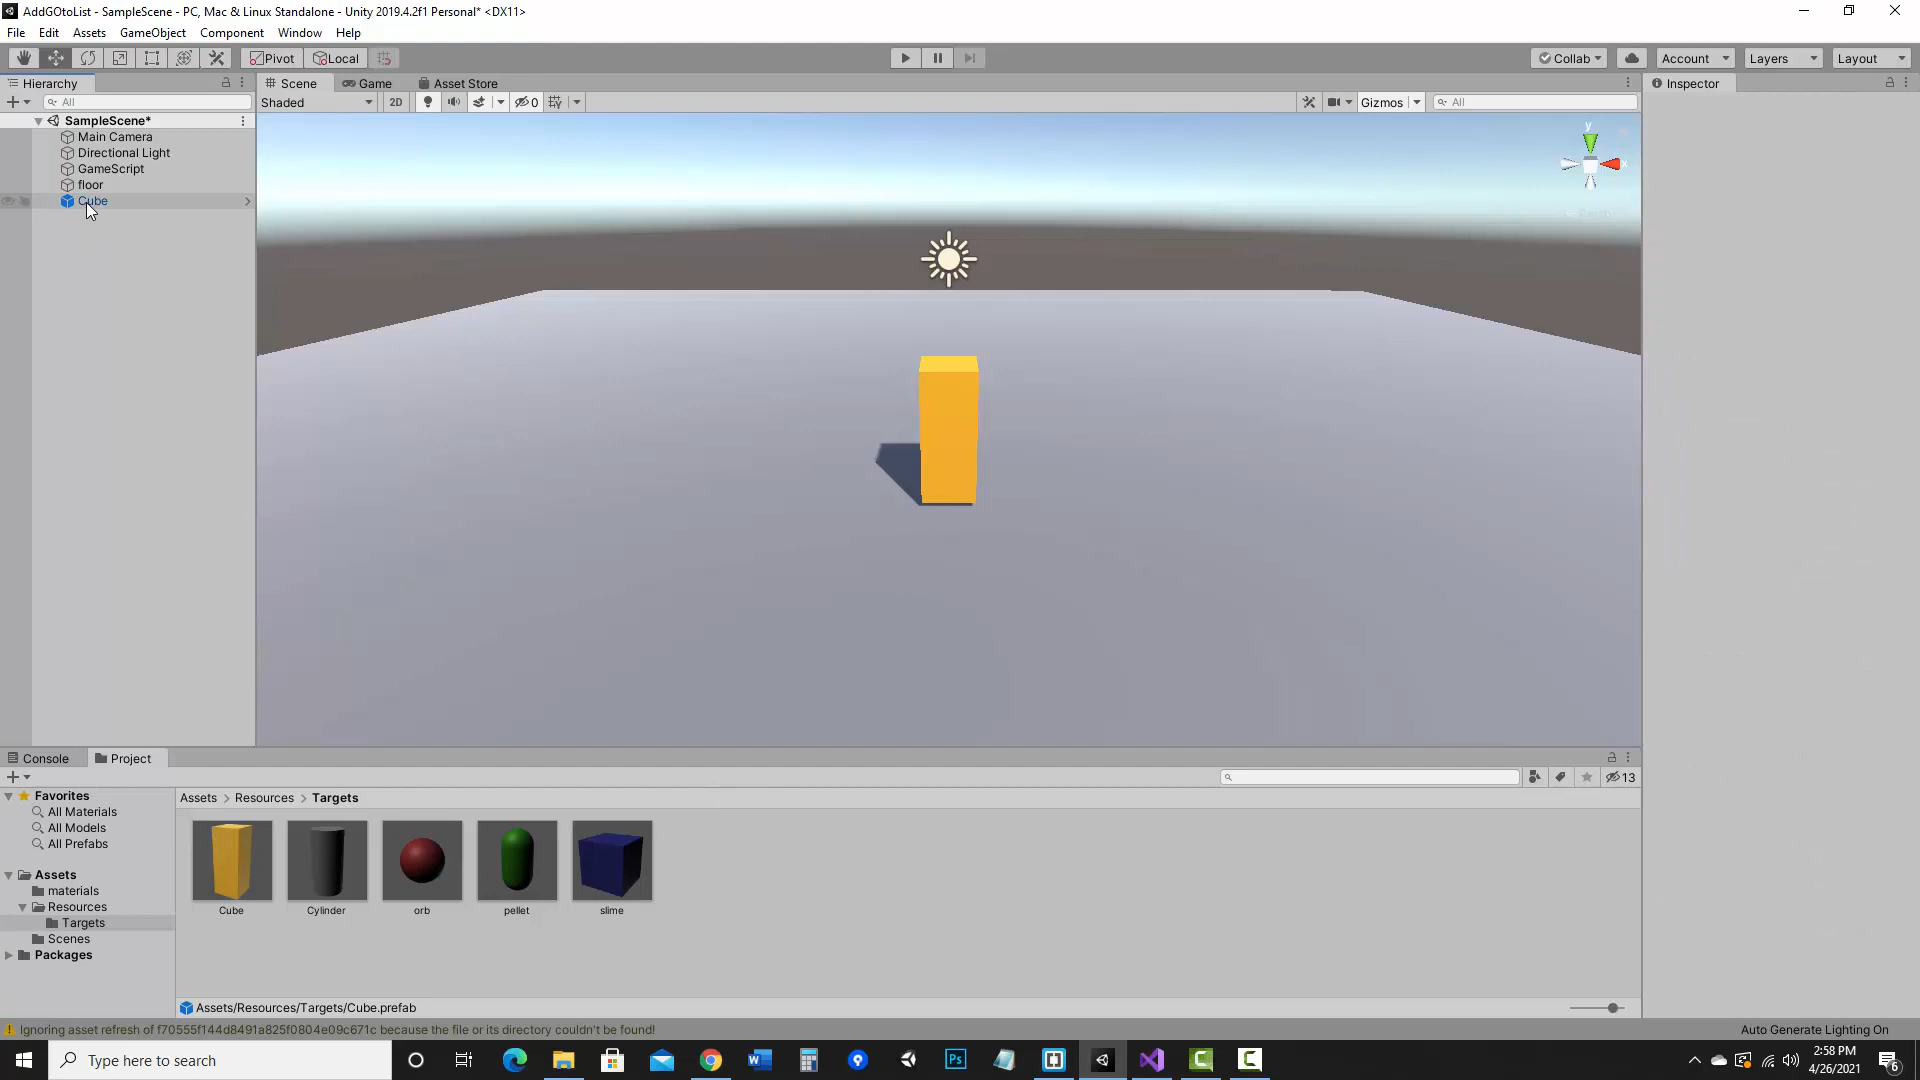 AddGOtoList - SampleScene - PC, Mac & Linux Standalone - Unity 2019.4.2f1 Personal* <DX11>
File Edit Assets GameObject Component Window Help
Pivot Local Collab Account Layers Layout
Hierarchy Scene Game Asset Store Inspector
All Shaded 2D 0 Gizmos All
SampleScene*
Main Camera
Directional Light
GameScript
floor
Cube
y
x
Console Project
13
Favorites
All Materials
All Models
All Prefabs
Assets
materials
Resources
Targets
Scenes
Packages
Assets > Resources > Targets
Cube Cylinder orb pellet slime
Assets/Resources/Targets/Cube.prefab
Ignoring asset refresh of f70555f144d8491a825f0804e09c671c because the file or its directory couldn't be found!
Auto Generate Lighting On
Type here to search
W
Ps
2:58 PM
4/26/2021
6